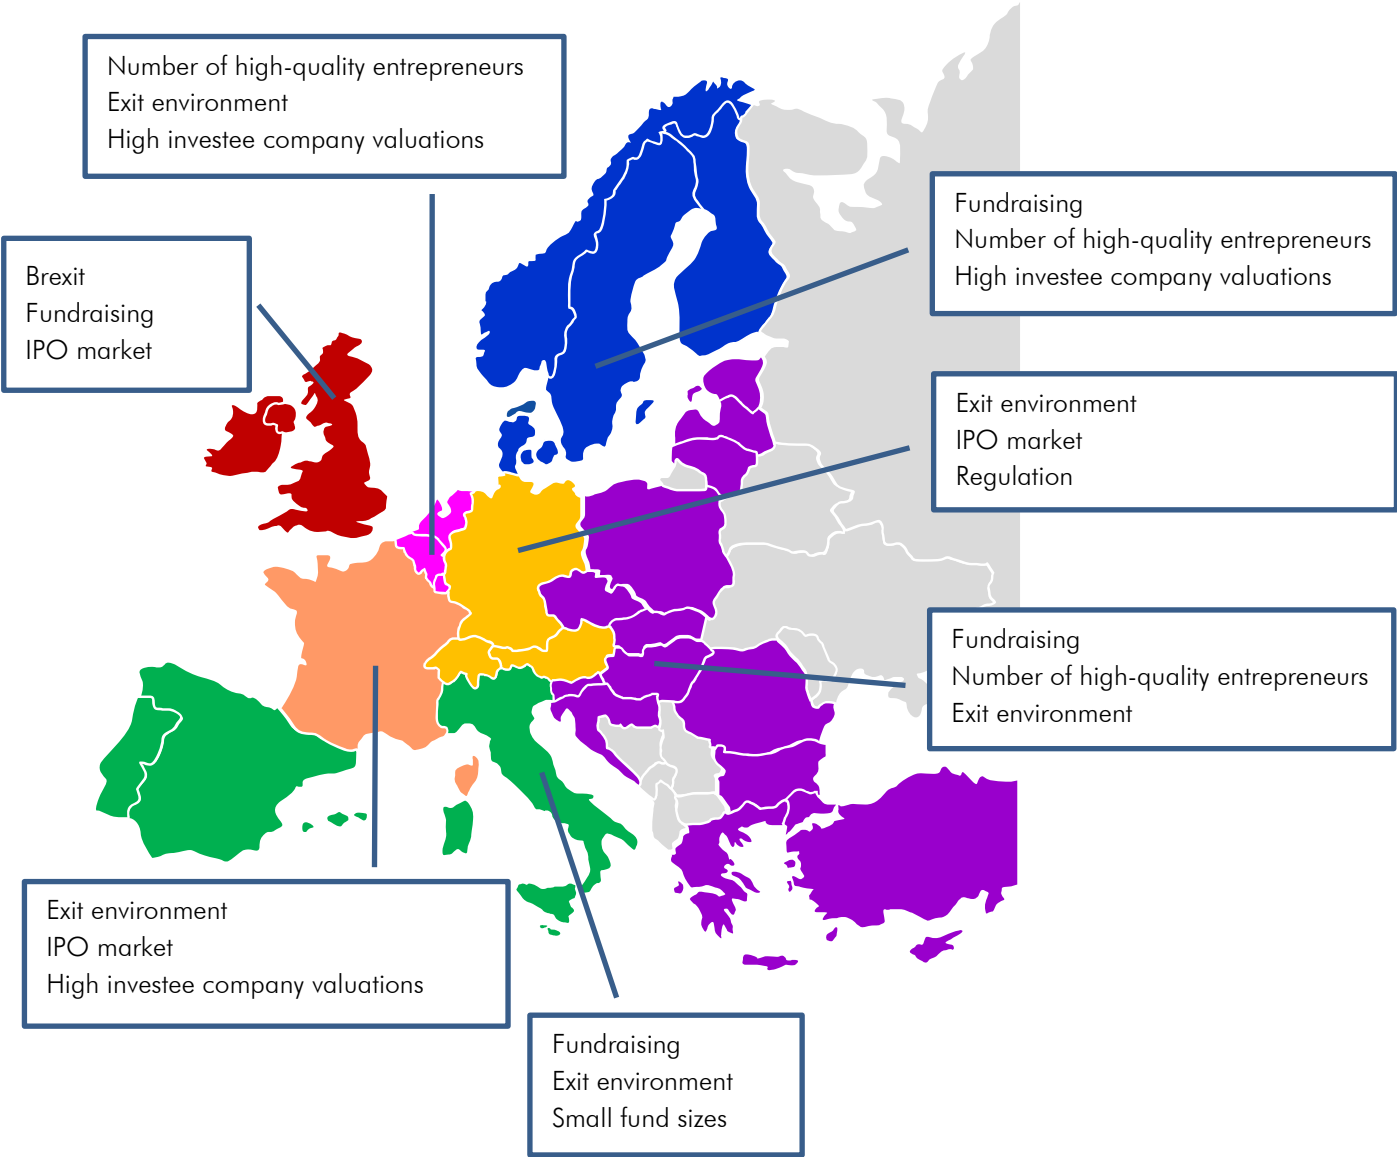 Number of high-quality entrepreneurs
Exit environment
High investee company valuations
Fundraising
Number of high-quality entrepreneurs
High investee company valuations
Brexit
Fundraising
IPO market
Exit environment
IPO market
Regulation
Fundraising
Number of high-quality entrepreneurs
Exit environment
Exit environment
IPO market
High investee company valuations
Fundraising
Exit environment
Small fund sizes